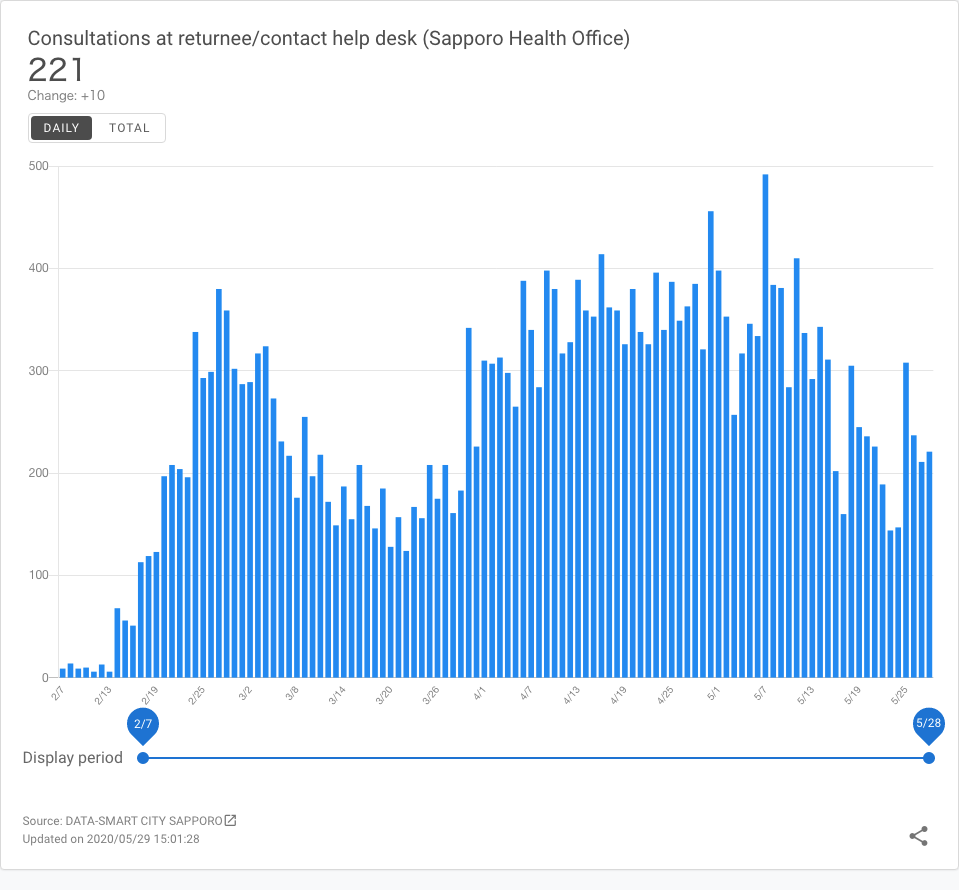 Consultations at returnee/contact help desk (Sapporo Health Office)
221
Change: +10
DAILY TOTAL
500
400
300
200
100
0
2/7 2/13 2/19 2/25 3/2 3/8 3/14 3/20 3/26 4/1 4/7 4/13 4/19 4/25 5/1 5/7 5/13 5/19 5/25
2/7 5/28
Display period
Source: DATA-SMART CITY SAPPORO
Updated on 2020/05/29 15:01:28